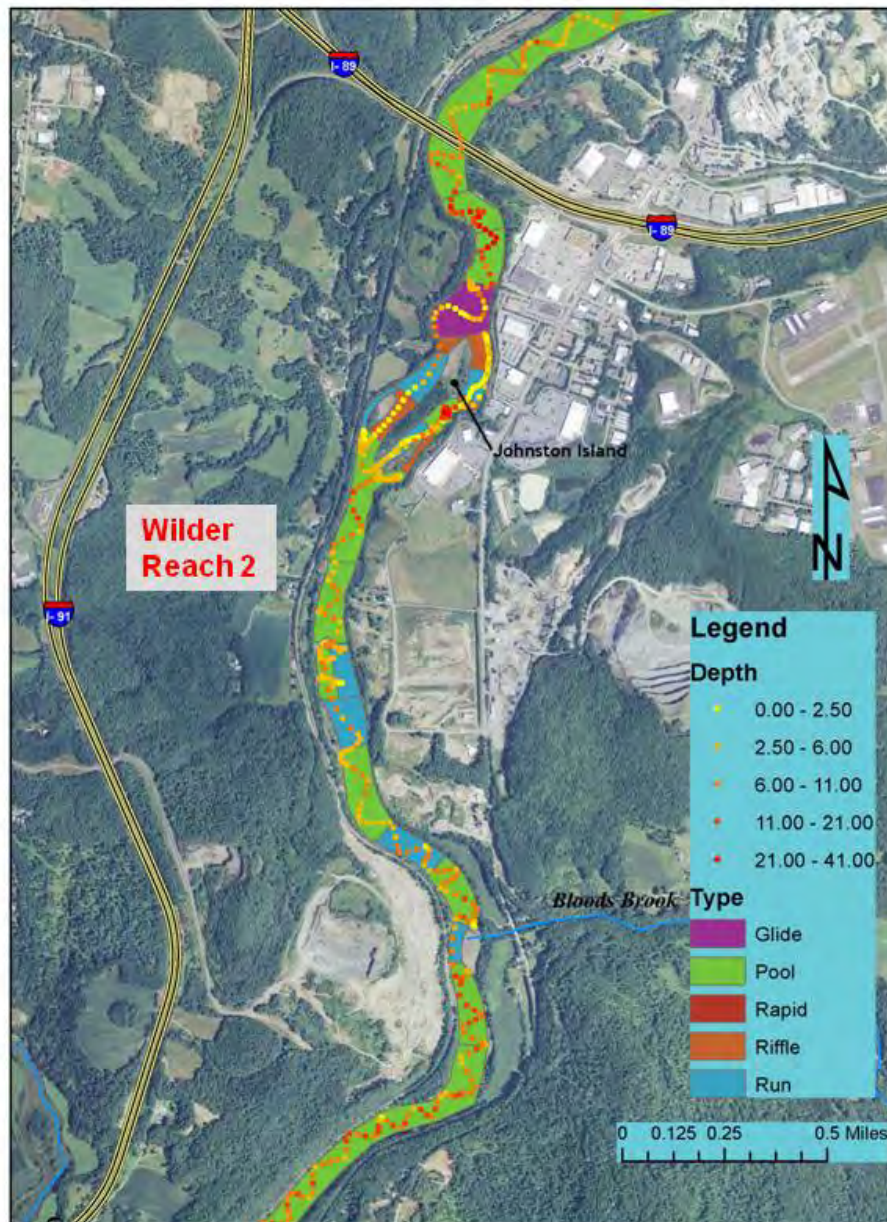 I- 89
I- 89
Johnston Island
Wilder
Reach 2
N
I- 91
Legend
Depth
0.00 - 2.50
2.50 - 6.00
6.00 - 11.00
11.00 - 21.00
21.00 - 41.00
Bloods Brook
Type
Glide
Pool
Rapid
Riffle
Run
0 0.125 0.25 0.5 Miles